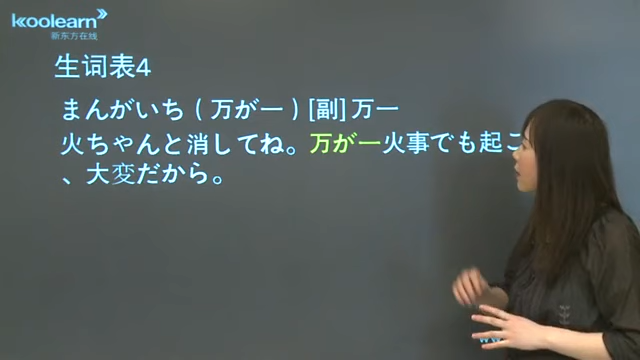 koolearn
新东方在线
生词表4
まんがいち（万が一）[副]万一
火ちゃんと消してね。万が一火事でも起こ
、大変だから。